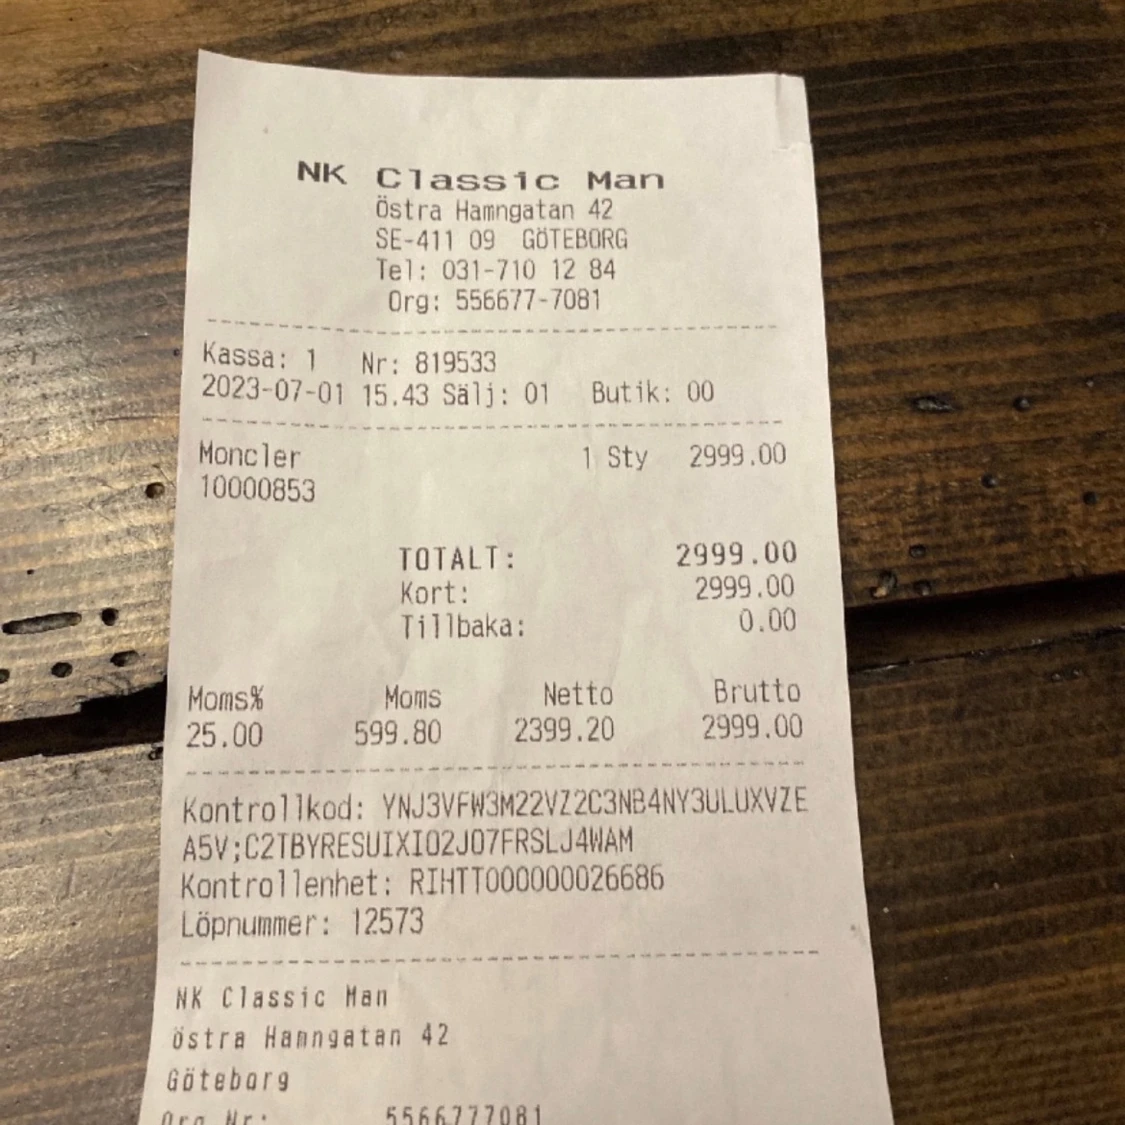 NK Classic Man
Östra Hamngatan 42
SE-411 09 GÖTEBORG
Tel: 031-710 12 84
Org: 556677-7081
Kassa: 1 Nr: 819533
2023-07-01 15.43 Sälj: 01 Butik: 00
Moncler 1 Sty 2999.00
10000853
TOTALT: 2999.00
Kort: 2999.00
Tillbaka: 0.00
Moms% Moms Netto Brutto
25.00 599.80 2399.20 2999.00
Kontrollkod: YNJ3VFW3M22VZ2C3NB4NY3ULUXVZE
A5V;C2TBYRESUIXIO2JO7FRSLJ4WAM
Kontrollenhet: RIHTT000000026686
Löpnummer: 12573
NK Classic Man
östra Hamngatan 42
Göteborg
Org Nr: 5566777081